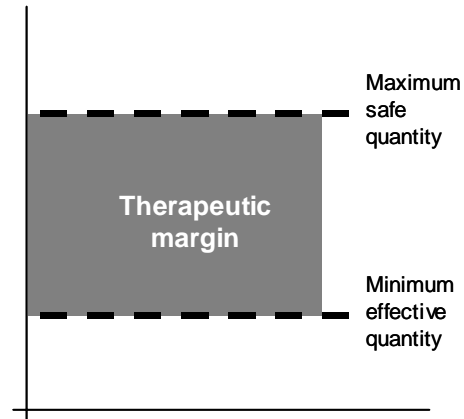 Maximum
safe
quantity
Therapeutic
margin
Minimum
effective
quantity